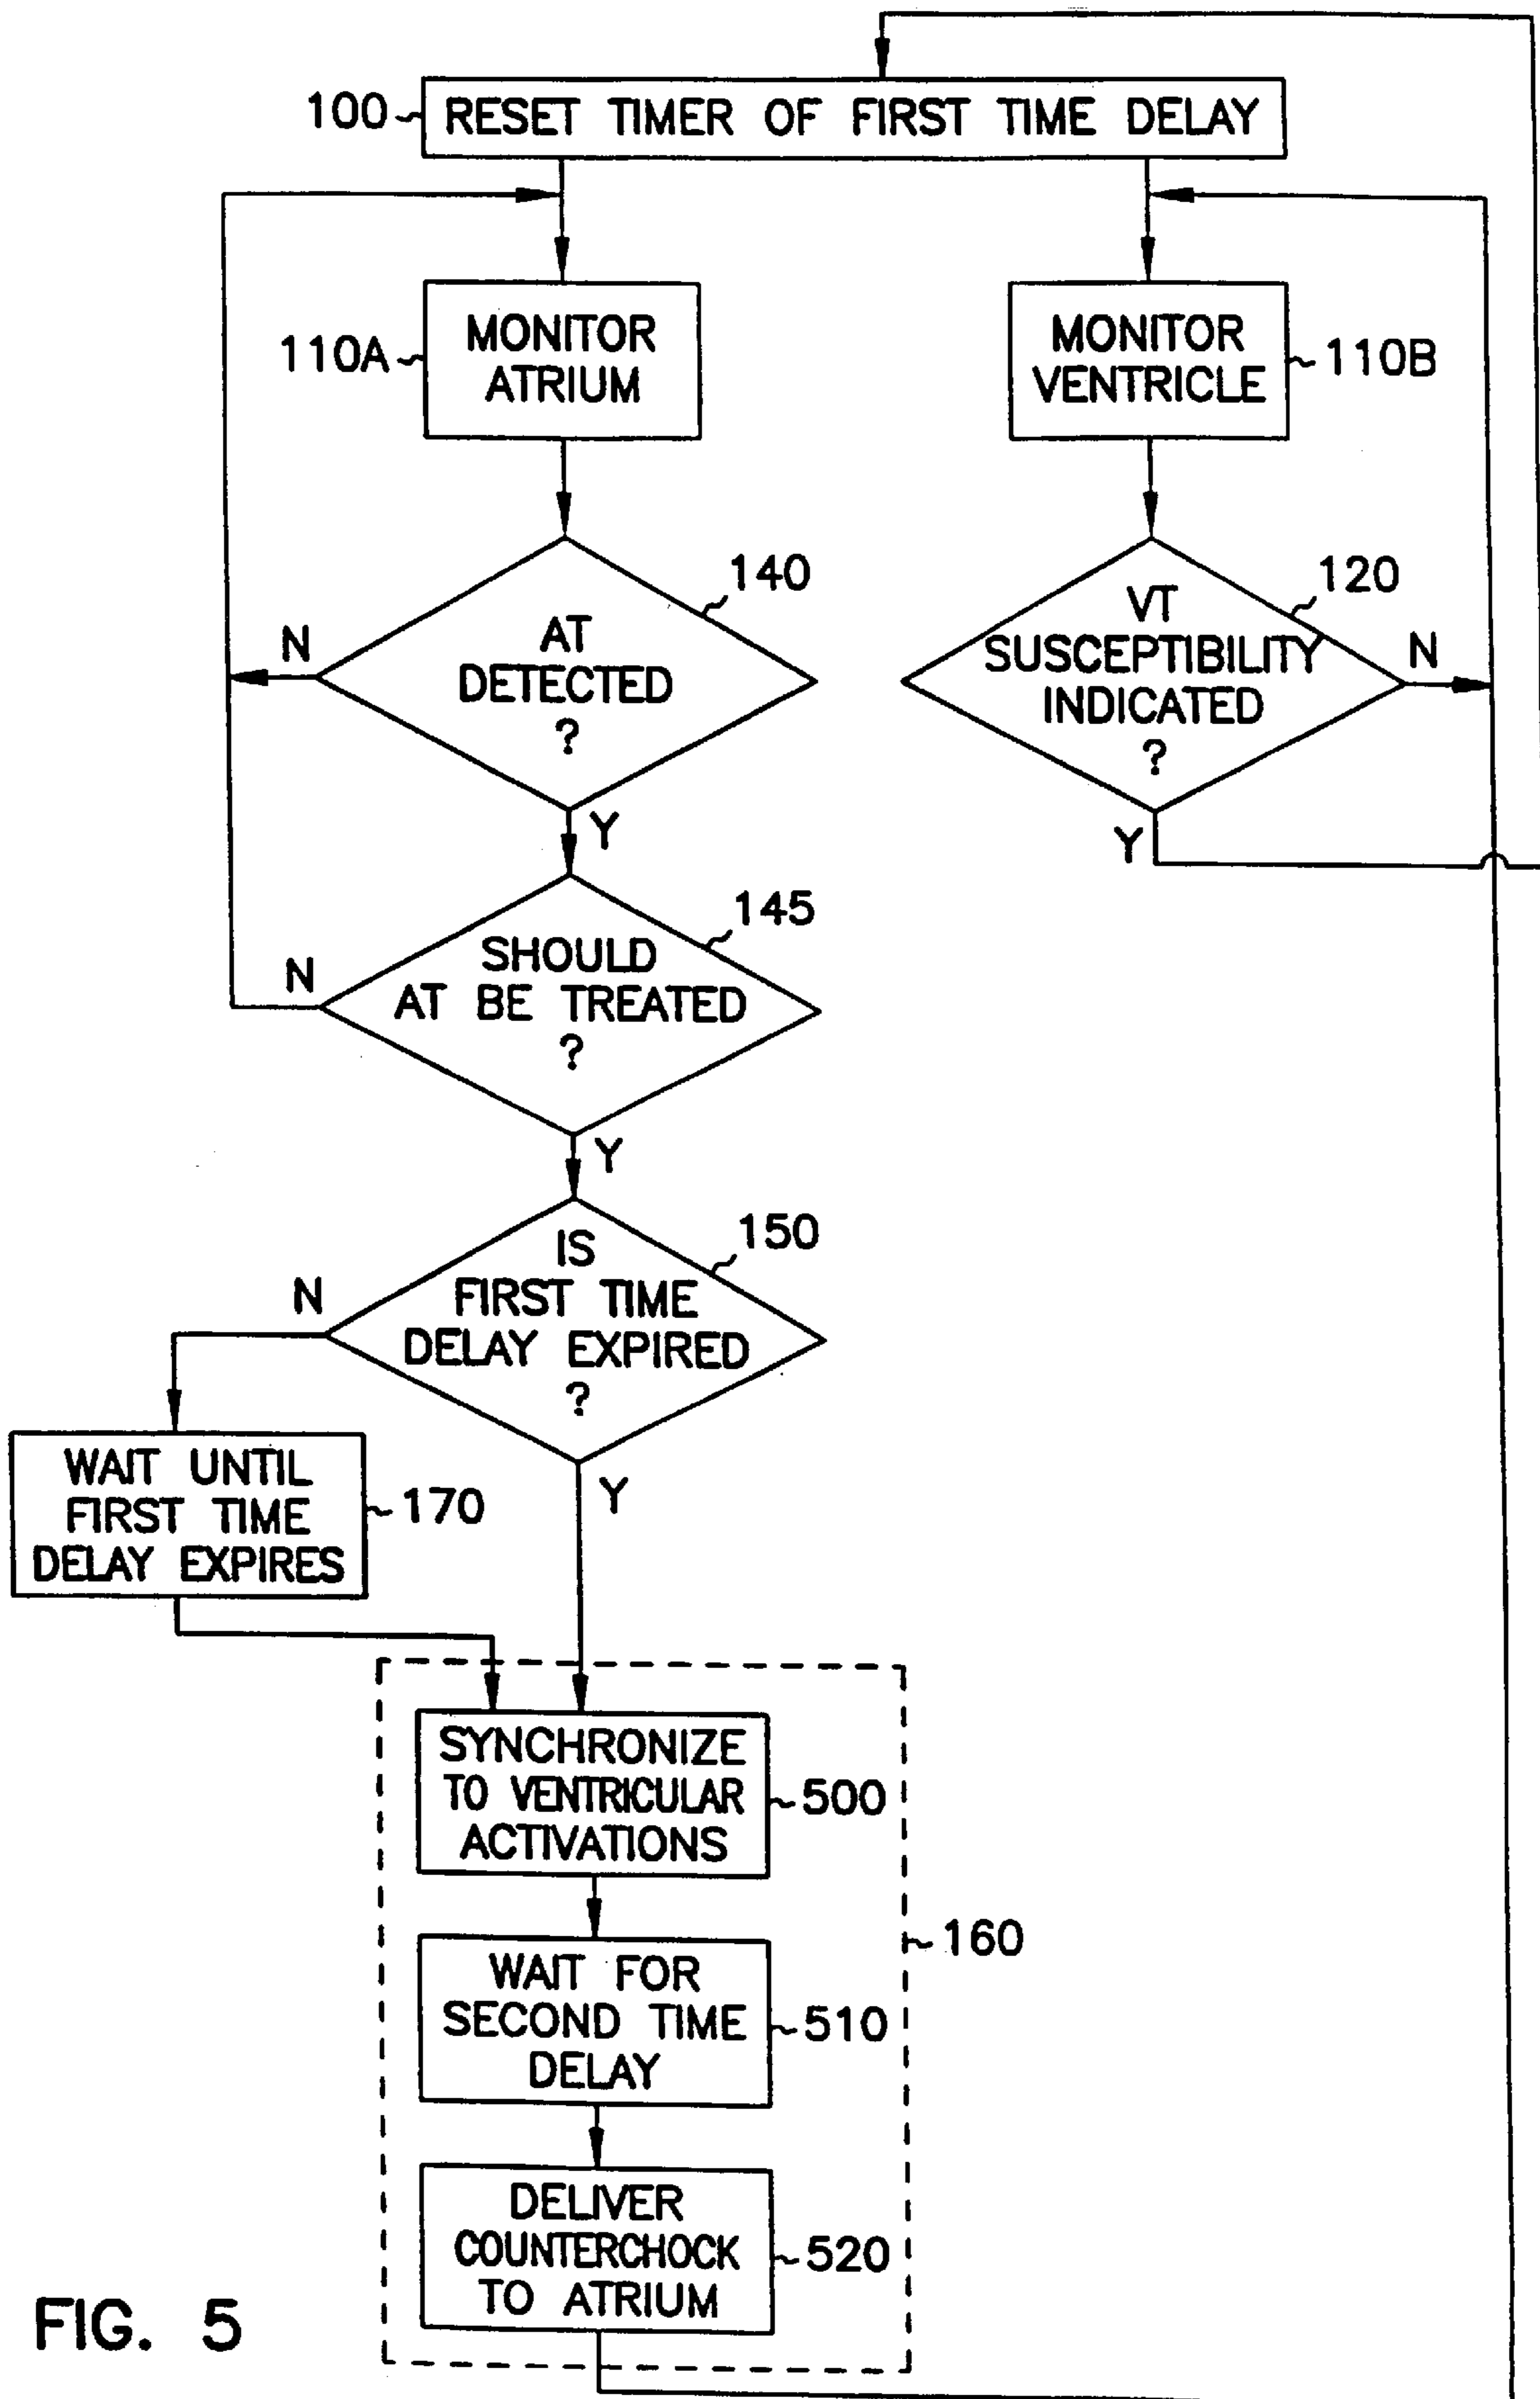 100
RESET TIMER OF FIRST TIME DELAY
110A
MONITOR
ATRIUM
MONITOR
VENTRICLE
110B
140
AT
DETECTED
?
N
Y
120
VT
SUSCEPTIBILITY
INDICATED
?
N
Y
145
SHOULD
AT BE TREATED
?
N
Y
150
IS
FIRST TIME
DELAY EXPIRED
?
N
Y
WAIT UNTIL
FIRST TIME
DELAY EXPIRES
170
SYNCHRONIZE
TO VENTRICULAR
ACTIVATIONS
500
160
WAIT FOR
SECOND TIME
DELAY
510
DELIVER
COUNTERCHOCK
TO ATRIUM
520
FIG. 5